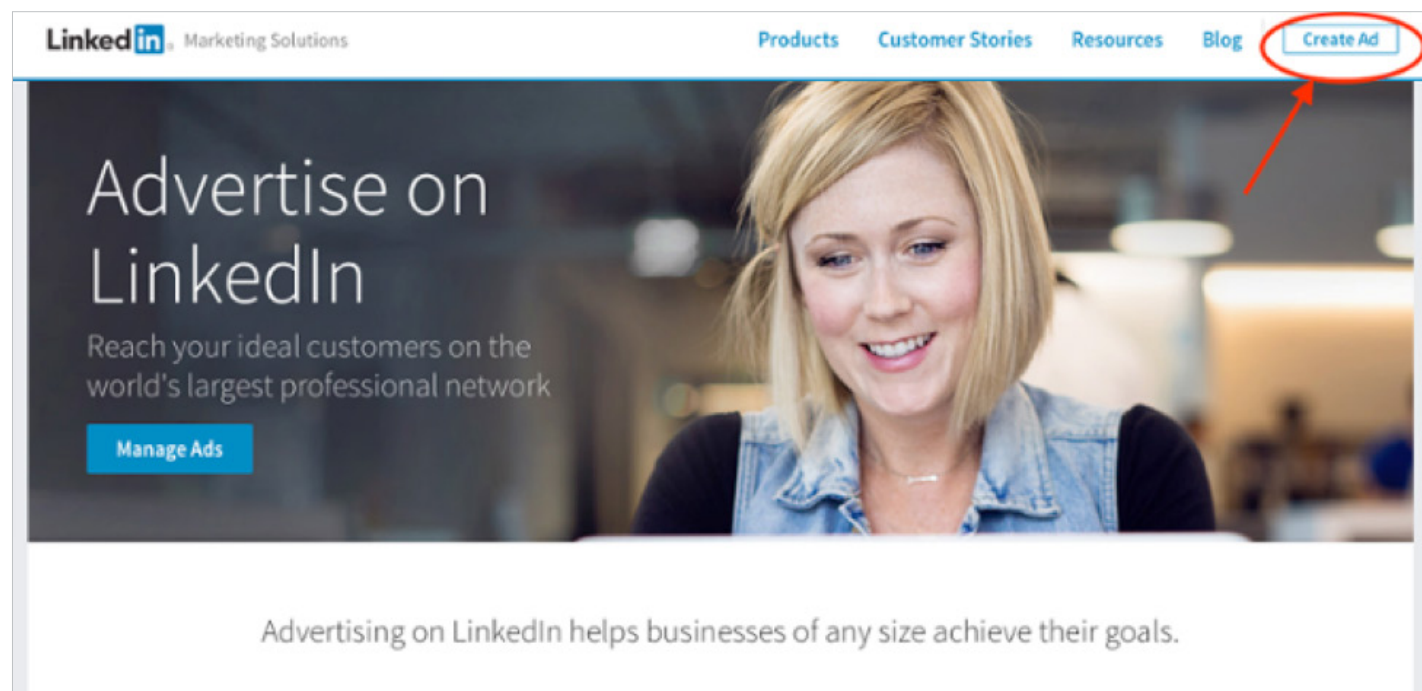 Linked in Marketing Solutions Products Customer Stories Resources Blog Create Ad
Advertise on
LinkedIn
Reach your ideal customers on the
world's largest professional network
Manage Ads
Advertising on LinkedIn helps businesses of any size achieve their goals.